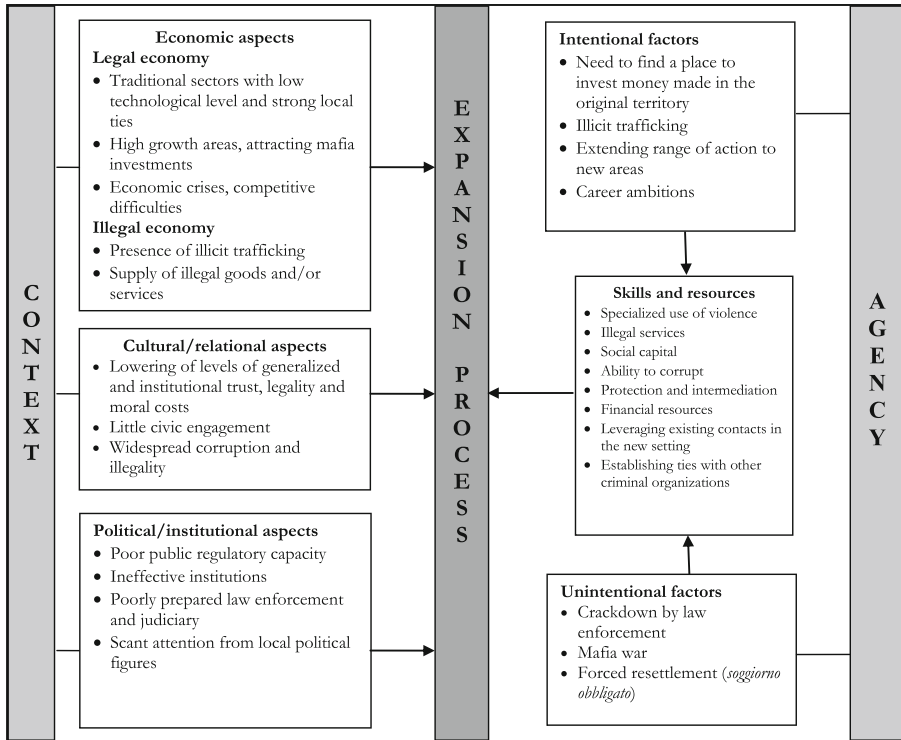 CONTEXT
Economic aspects
Legal economy
• Traditional sectors with low
technological level and strong local
ties
• High growth areas, attracting mafia
investments
• Economic crises, competitive
difficulties
Illegal economy
• Presence of illicit trafficking
• Supply of illegal goods and/or
services
Cultural/relational aspects
• Lowering of levels of generalized
and institutional trust, legality and
moral costs
• Little civic engagement
• Widespread corruption and
illegality
Political/institutional aspects
• Poor public regulatory capacity
• Ineffective institutions
• Poorly prepared law enforcement
and judiciary
• Scant attention from local political
figures
EXPANSION PROCESS
Intentional factors
• Need to find a place to
invest money made in the
original territory
• Illicit trafficking
• Extending range of action to
new areas
• Career ambitions
Skills and resources
• Specialized use of violence
• Illegal services
• Social capital
• Ability to corrupt
• Protection and intermediation
• Financial resources
• Leveraging existing contacts in
the new setting
• Establishing ties with other
criminal organizations
Unintentional factors
• Crackdown by law
enforcement
• Mafia war
• Forced resettlement (soggiorno
obbligato)
AGENCY